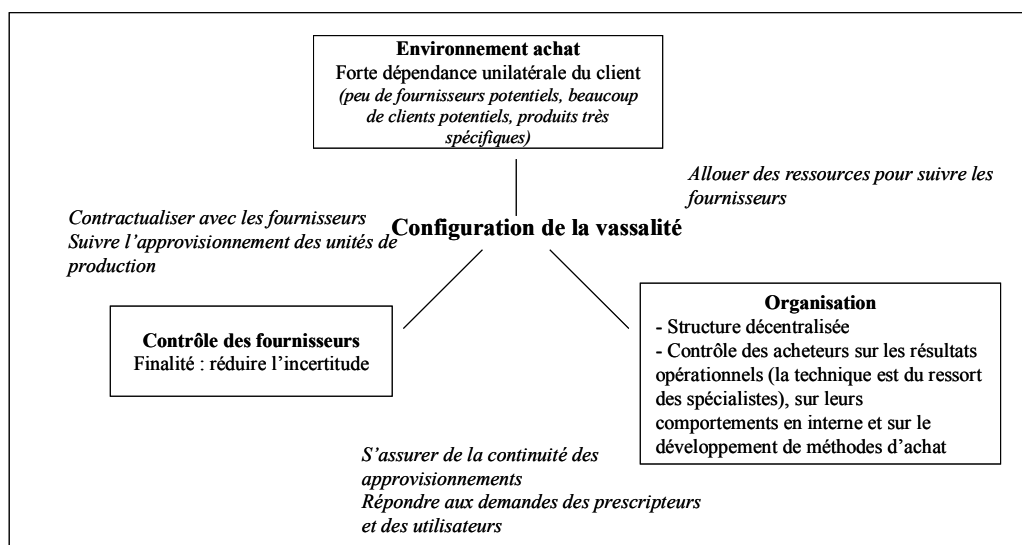 Environnement achat
Forte dépendance unilatérale du client
(peu de fournisseurs potentiels, beaucoup
de clients potentiels, produits très
spécifiques)
Allouer des ressources pour suivre les
fournisseurs
Contractualiser avec les fournisseurs
Suivre l’approvisionnement des unités de
production
Configuration de la vassalité
Contrôle des fournisseurs
Finalité : réduire l’incertitude
Organisation
- Structure décentralisée
- Contrôle des acheteurs sur les résultats
opérationnels (la technique est du ressort
des spécialistes), sur leurs
comportements en interne et sur le
développement de méthodes d’achat
S’assurer de la continuité des
approvisionnements
Répondre aux demandes des prescripteurs
et des utilisateurs